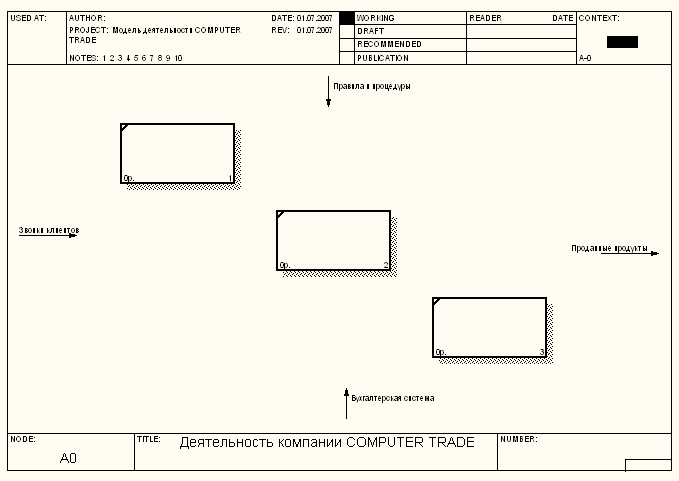 USED AT:
AUTHOR:
DATE: 01.07.2007
WORKING
READER
DATE
CONTEXT:
PROJECT: Модель деятельности COMPUTER TRADE
REV: 01.07.2007
DRAFT
RECOMMENDED
NOTES: 1 2 3 4 5 6 7 8 9 10
PUBLICATION
A-0
Правила и процедуры
0р. 1
Звонки клиентов
0р. 2
Проданные продукты
0р. 3
Бухгалтерская система
NODE:
TITLE:
Деятельность компании COMPUTER TRADE
NUMBER:
A0